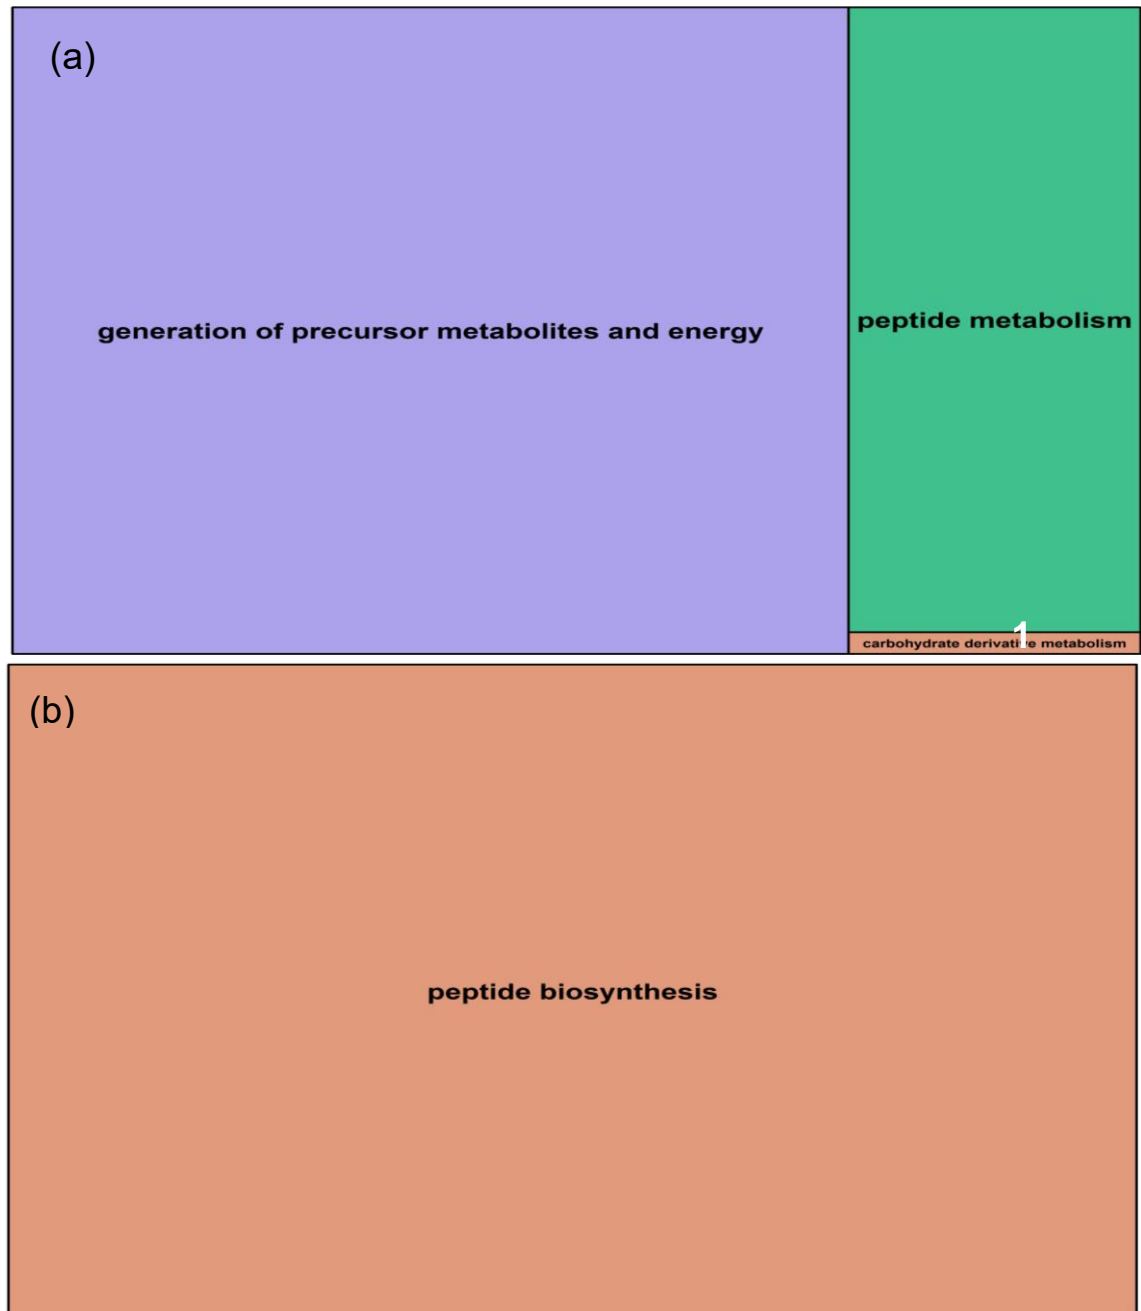 (a)
generation of precursor metabolites and energy
peptide metabolism
1
carbohydrate derivative metabolism
(b)
peptide biosynthesis